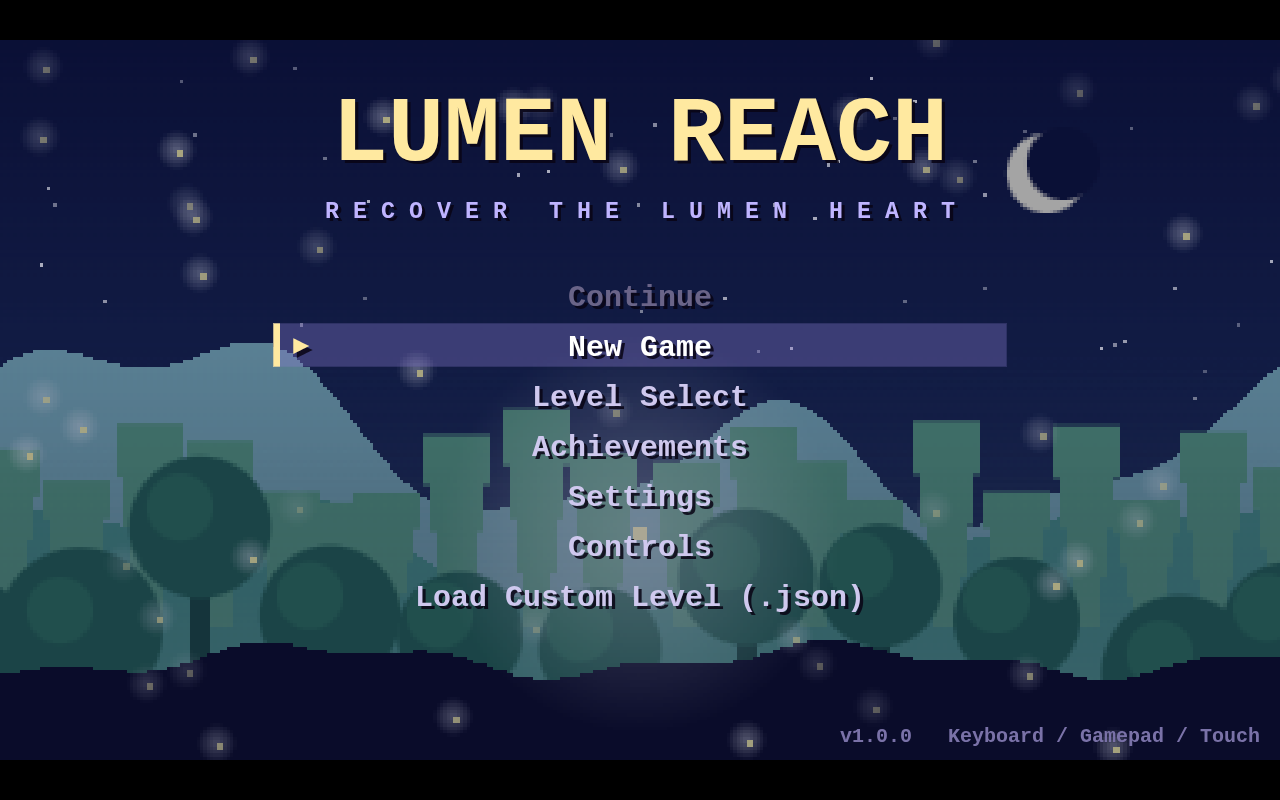 LUMEN REACH
RECOVER THE LUMEN HEART
Continue
▶ New Game
Level Select
Achievements
Settings
Controls
Load Custom Level (.json)
v1.0.0 Keyboard / Gamepad / Touch